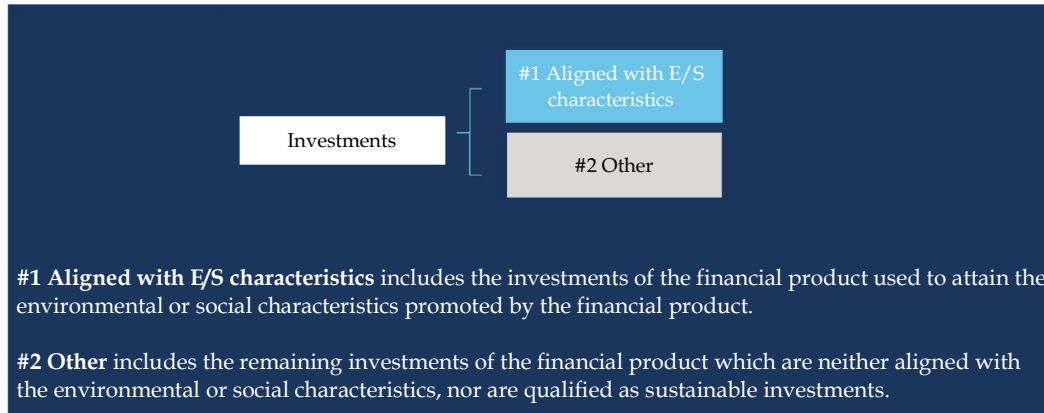 #1 Aligned with E/S
characteristics
Investments
#2 Other
#1 Aligned with E/S characteristics includes the investments of the financial product used to attain the
environmental or social characteristics promoted by the financial product.
#2 Other includes the remaining investments of the financial product which are neither aligned with
the environmental or social characteristics, nor are qualified as sustainable investments.